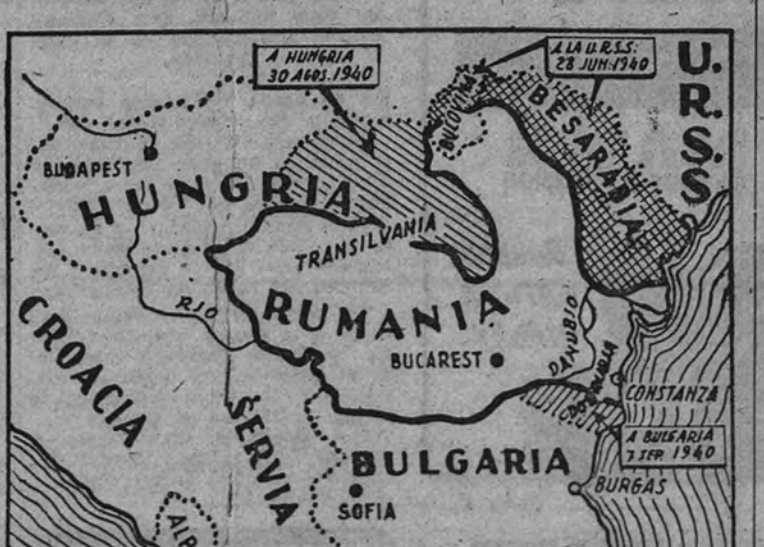 A HUNGRIA
30 AGOS. 1940
A LA U.R.S.S:
28 JUN: 1940
U.
R.
S.
S.
BUCOVINA
BESARABIA
BUDAPEST
HUNGRIA
TRANSILVANIA
RIO
RUMANIA
BUCAREST
DANUBIO
CROACIA
CONSTANZA
SERVIA
A BULGARIA
7 SEP. 1940
BULGARIA
BURGAS
SOFIA
ALB